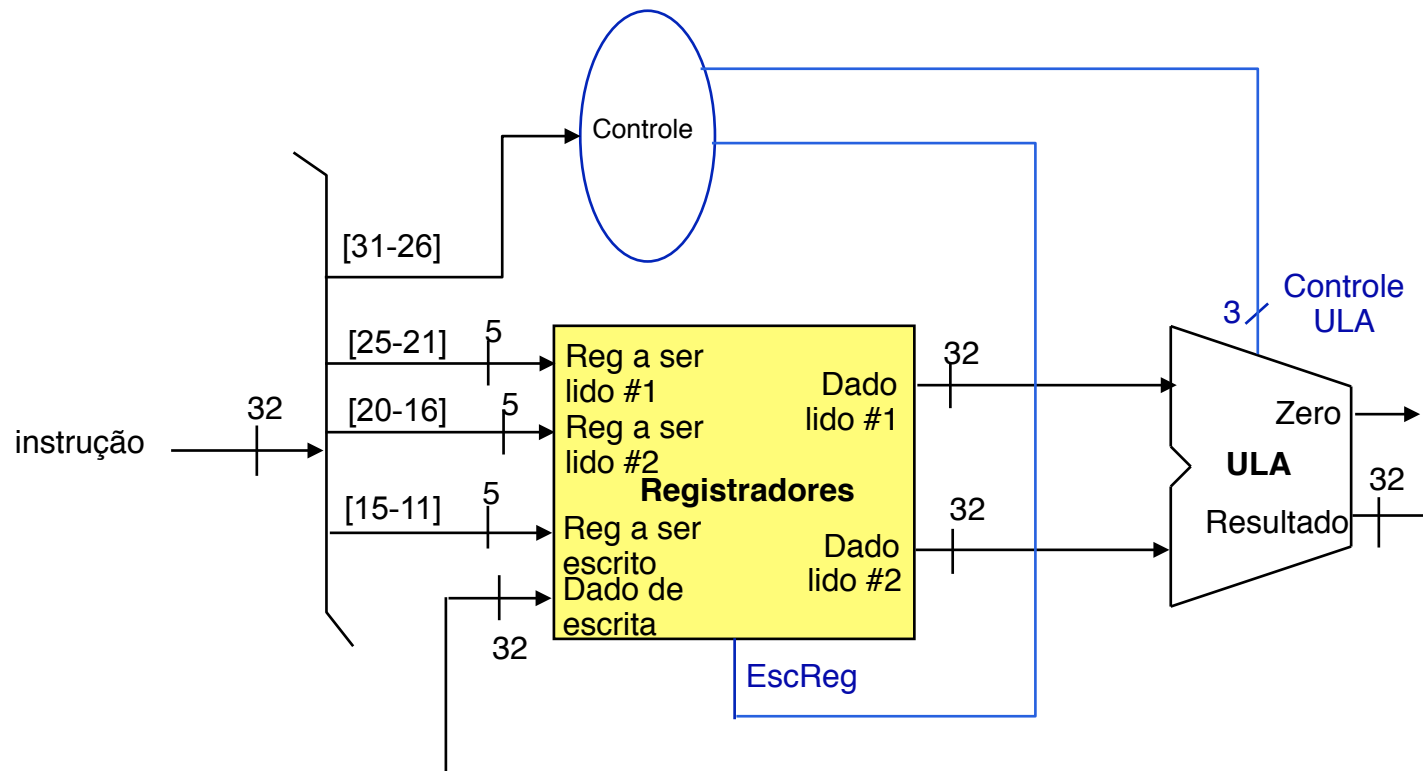 Controle
[31-26]
Controle
ULA
3
[25-21]
5
Reg a ser
lido #1
Dado
lido #1
32
[20-16]
5
Reg a ser
lido #2
32
instrução
Zero
ULA
Registradores
32
[15-11]
5
Reg a ser
escrito
Dado
lido #2
32
Resultado
Dado de
escrita
32
EscReg